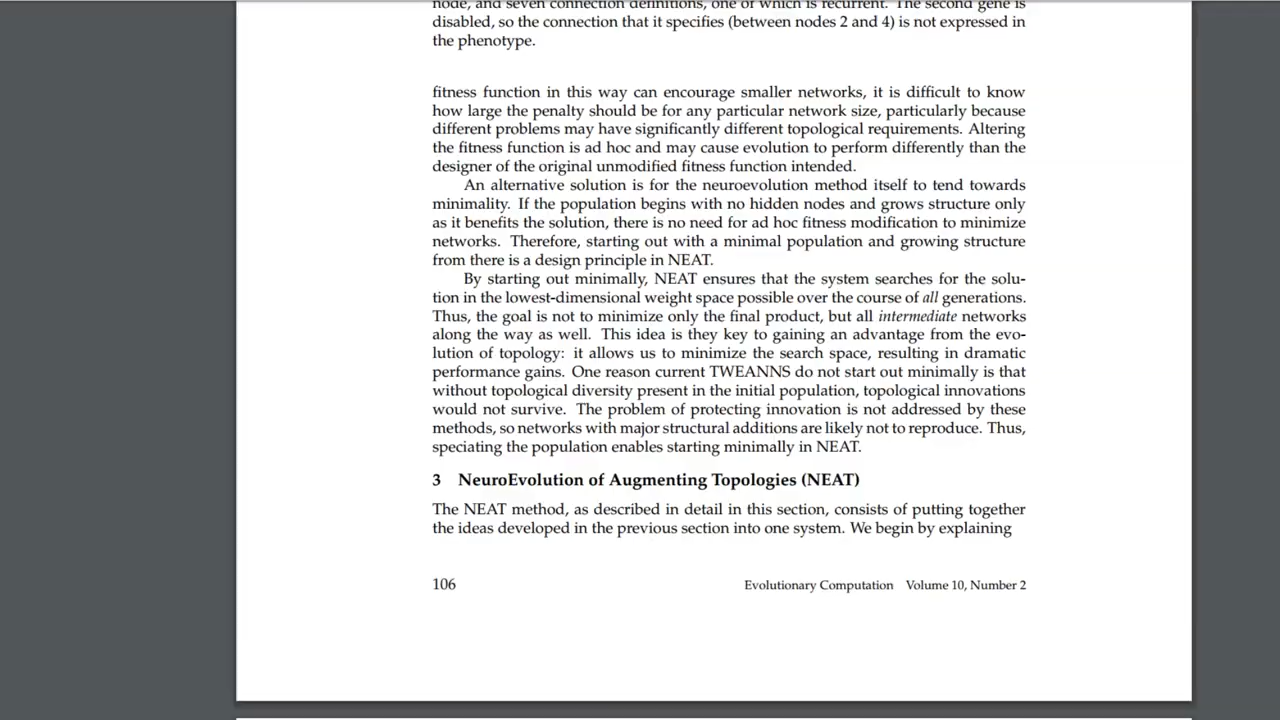 node, and seven connection definitions, one of which is recurrent. The second gene is
disabled, so the connection that it specifies (between nodes 2 and 4) is not expressed in
the phenotype.
fitness function in this way can encourage smaller networks, it is difficult to know
how large the penalty should be for any particular network size, particularly because
different problems may have significantly different topological requirements. Altering
the fitness function is ad hoc and may cause evolution to perform differently than the
designer of the original unmodified fitness function intended.
An alternative solution is for the neuroevolution method itself to tend towards
minimality. If the population begins with no hidden nodes and grows structure only
as it benefits the solution, there is no need for ad hoc fitness modification to minimize
networks. Therefore, starting out with a minimal population and growing structure
from there is a design principle in NEAT.
By starting out minimally, NEAT ensures that the system searches for the solu-
tion in the lowest-dimensional weight space possible over the course of all generations.
Thus, the goal is not to minimize only the final product, but all intermediate networks
along the way as well. This idea is they key to gaining an advantage from the evo-
lution of topology: it allows us to minimize the search space, resulting in dramatic
performance gains. One reason current TWEANNS do not start out minimally is that
without topological diversity present in the initial population, topological innovations
would not survive. The problem of protecting innovation is not addressed by these
methods, so networks with major structural additions are likely not to reproduce. Thus,
speciating the population enables starting minimally in NEAT.
3 NeuroEvolution of Augmenting Topologies (NEAT)
The NEAT method, as described in detail in this section, consists of putting together
the ideas developed in the previous section into one system. We begin by explaining
106 Evolutionary Computation Volume 10, Number 2